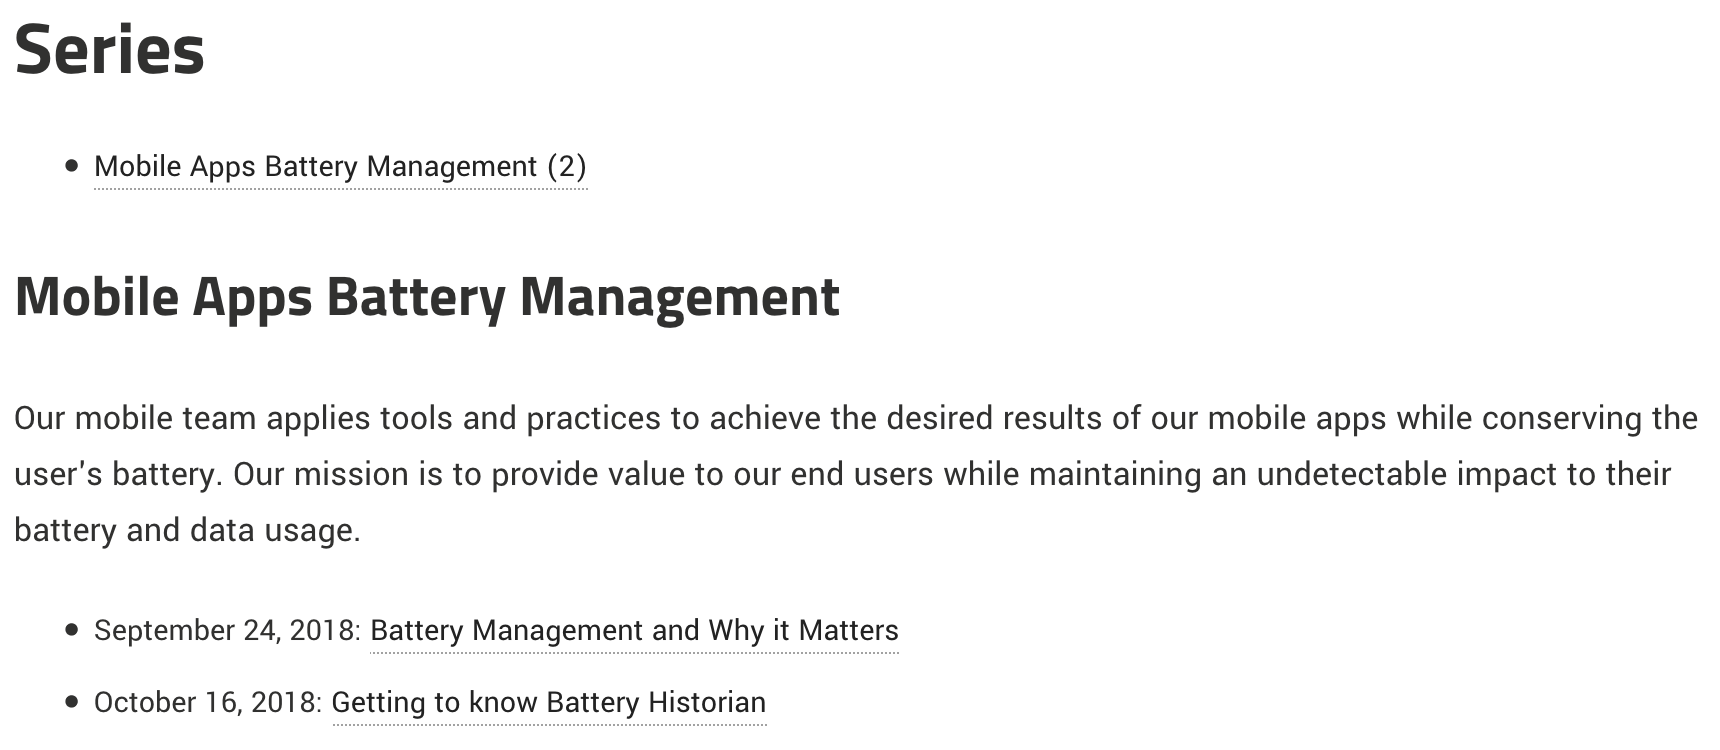 Series
• Mobile Apps Battery Management (2)
Mobile Apps Battery Management
Our mobile team applies tools and practices to achieve the desired results of our mobile apps while conserving the
user's battery. Our mission is to provide value to our end users while maintaining an undetectable impact to their
battery and data usage.
• September 24, 2018: Battery Management and Why it Matters
• October 16, 2018: Getting to know Battery Historian